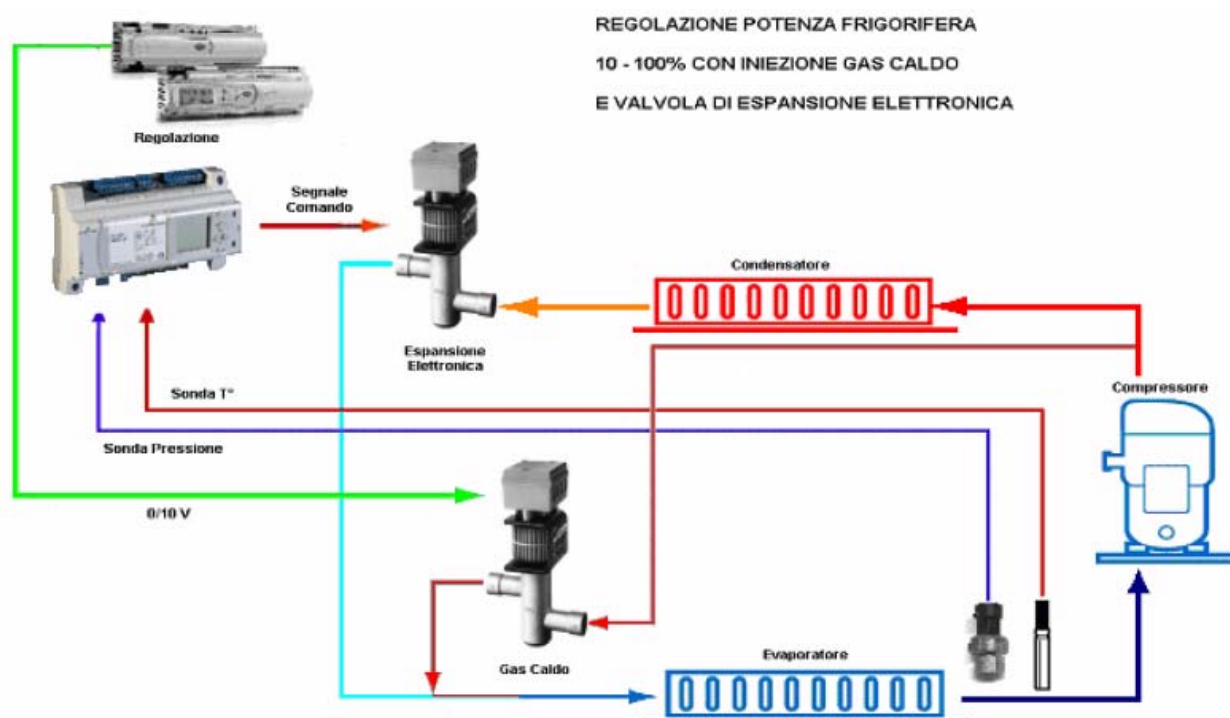 REGOLAZIONE POTENZA FRIGORIFERA
10 - 100% CON INIEZIONE GAS CALDO
E VALVOLA DI ESPANSIONE ELETTRONICA
Regolazione
Segnale
Comando
Condensatore
Espansione
Elettronica
Compressore
Sonda T°
Sonda Pressione
0/10 V
Gas Caldo
Evaporatore